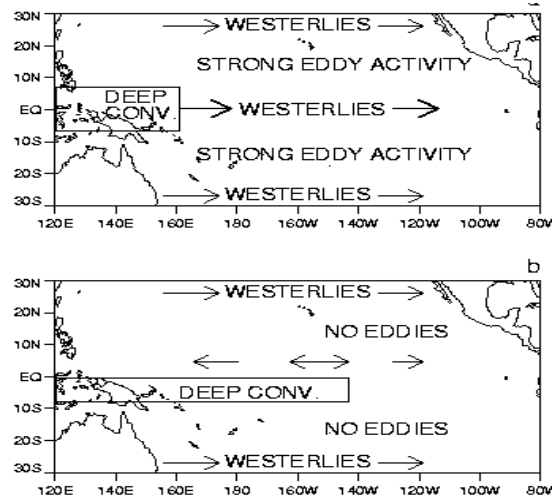 30N WESTERLIES
20N
STRONG EDDY ACTIVITY
10N
DEEP
EQ CONV. WESTERLIES
10S
STRONG EDDY ACTIVITY
20S
30S WESTERLIES
120E 140E 160E 180 160W 140W 120W 100W 80W
b
30N WESTERLIES
20N
NO EDDIES
10N
EQ
DEEP CONV.
10S
20S NO EDDIES
30S WESTERLIES
120E 140E 160E 180 160W 140W 120W 100W 80W